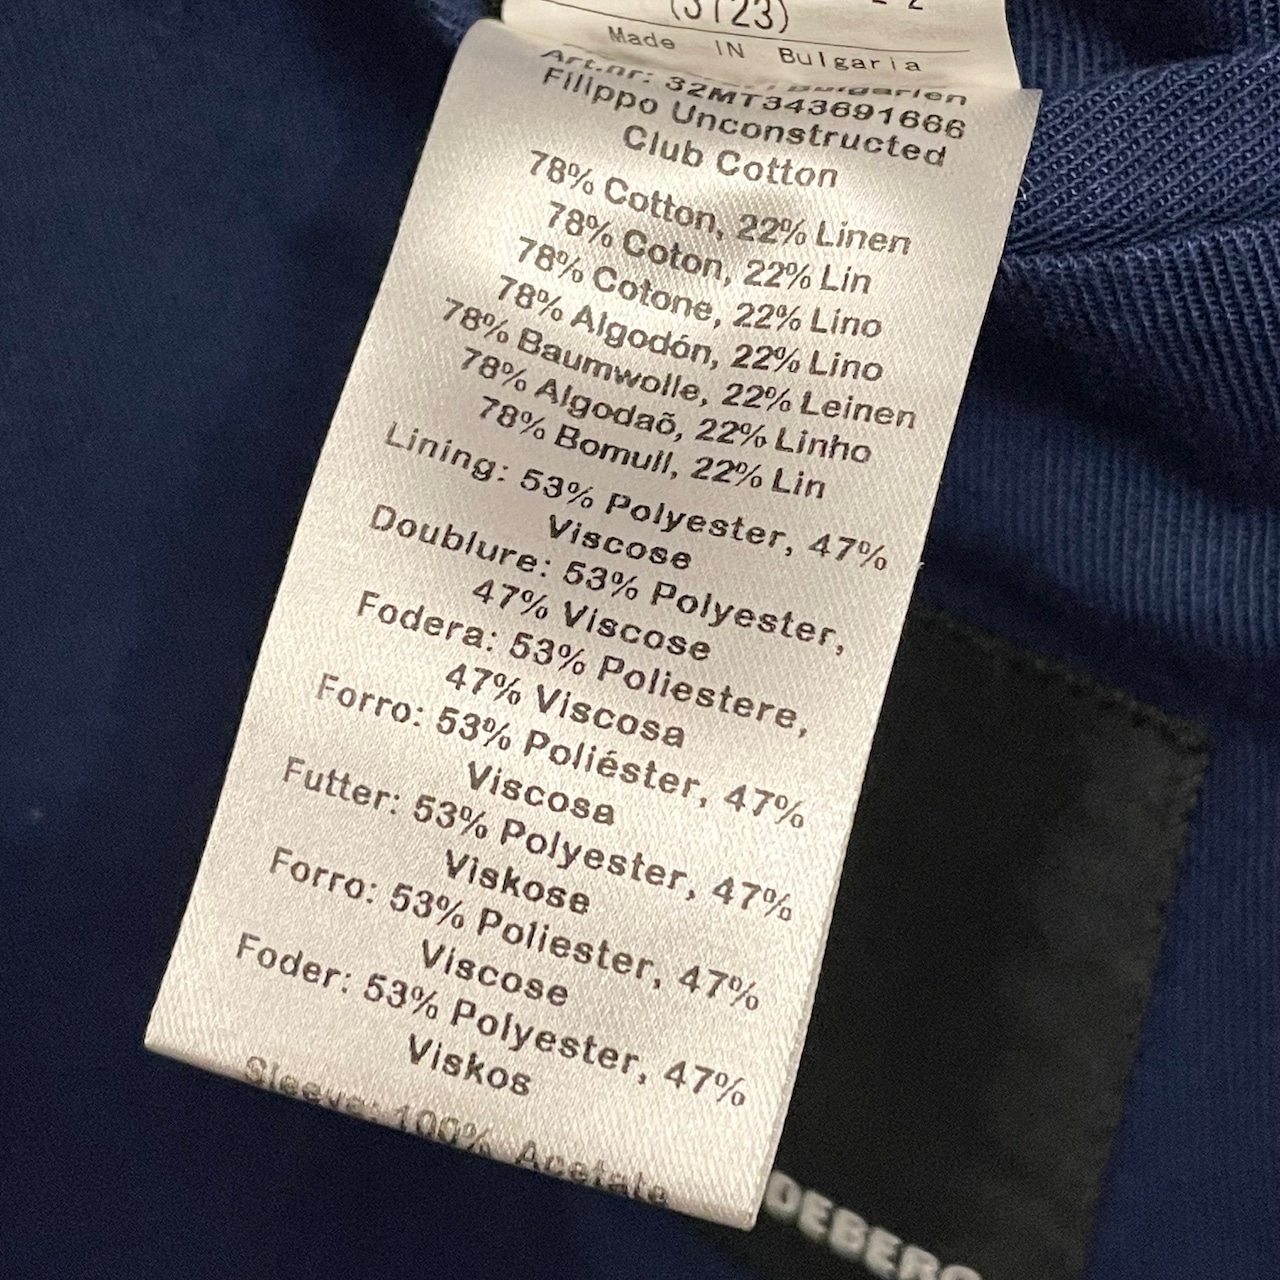 (3123)
Made IN Bulgaria
Art.nr: 32MT343691666
Filippo Unconstructed
Club Cotton
78% Cotton, 22% Linen
78% Coton, 22% Lin
78% Cotone, 22% Lino
78% Algodón, 22% Lino
78% Baumwolle, 22% Leinen
78% Algodaõ, 22% Linho
78% Bomull, 22% Lin
Lining: 53% Polyester, 47%
Viscose
Doublure: 53% Polyester,
47% Viscose
Fodera: 53% Poliestere,
47% Viscosa
Forro: 53% Poliéster, 47%
Viscosa
Futter: 53% Polyester, 47%
Viskose
Forro: 53% Poliester, 47%
Viscose
Foder: 53% Polyester, 47%
Viskos
Sleeve: 100% Acetate
DEBERG